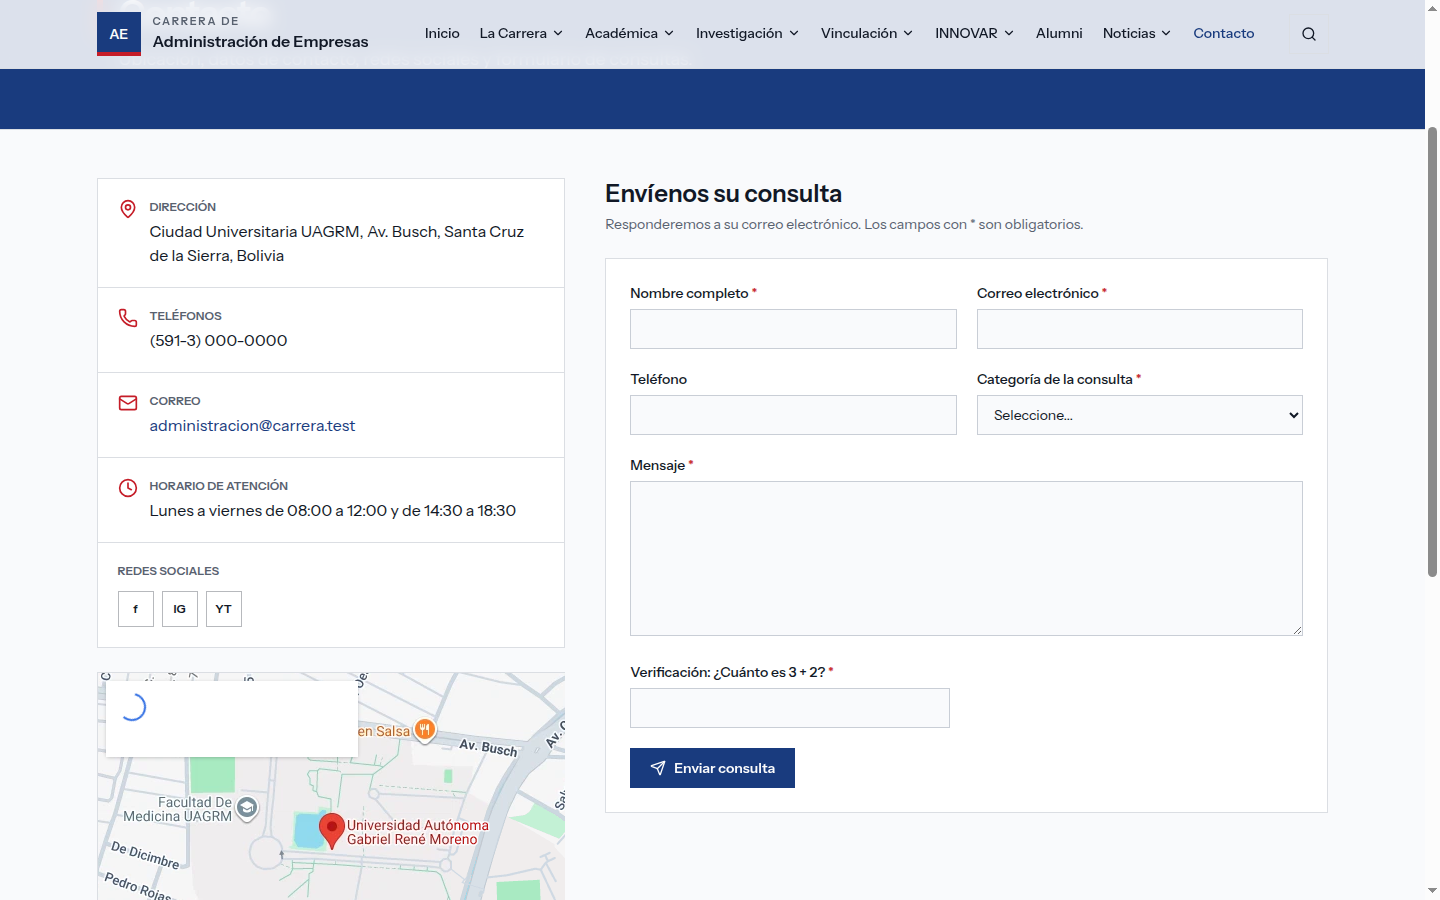 AE
CARRERA DE
Administración de Empresas
Inicio
La Carrera
Académica
Investigación
Vinculación
INNOVAR
Alumni
Noticias
Contacto
DIRECCIÓN
Ciudad Universitaria UAGRM, Av. Busch, Santa Cruz
de la Sierra, Bolivia
TELÉFONOS
(591-3) 000-0000
CORREO
administracion@carrera.test
HORARIO DE ATENCIÓN
Lunes a viernes de 08:00 a 12:00 y de 14:30 a 18:30
REDES SOCIALES
f
IG
YT
en Salsa
Av. Busch
Facultad De
Medicina UAGRM
Universidad Autónoma
Gabriel René Moreno
De Dicimbre
Pedro Rojas
Envíenos su consulta
Responderemos a su correo electrónico. Los campos con * son obligatorios.
Nombre completo *
Correo electrónico *
Teléfono
Categoría de la consulta *
Seleccione...
Mensaje *
Verificación: ¿Cuánto es 3 + 2? *
Enviar consulta